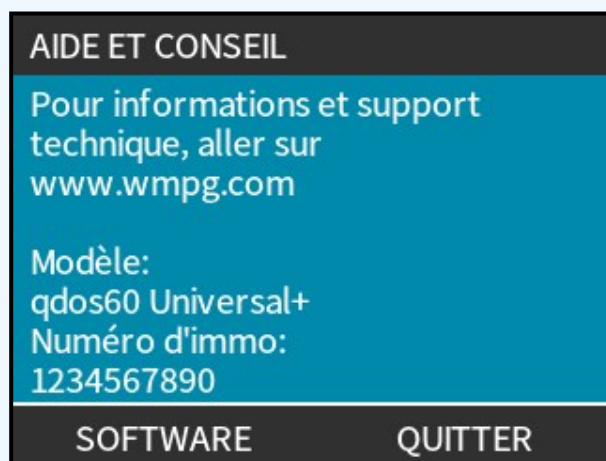 AIDE ET CONSEIL
Pour informations et support
technique, aller sur
www.wmpg.com
Modèle:
qdos60 Universal+
Numéro d'immo:
1234567890
SOFTWARE QUITTER